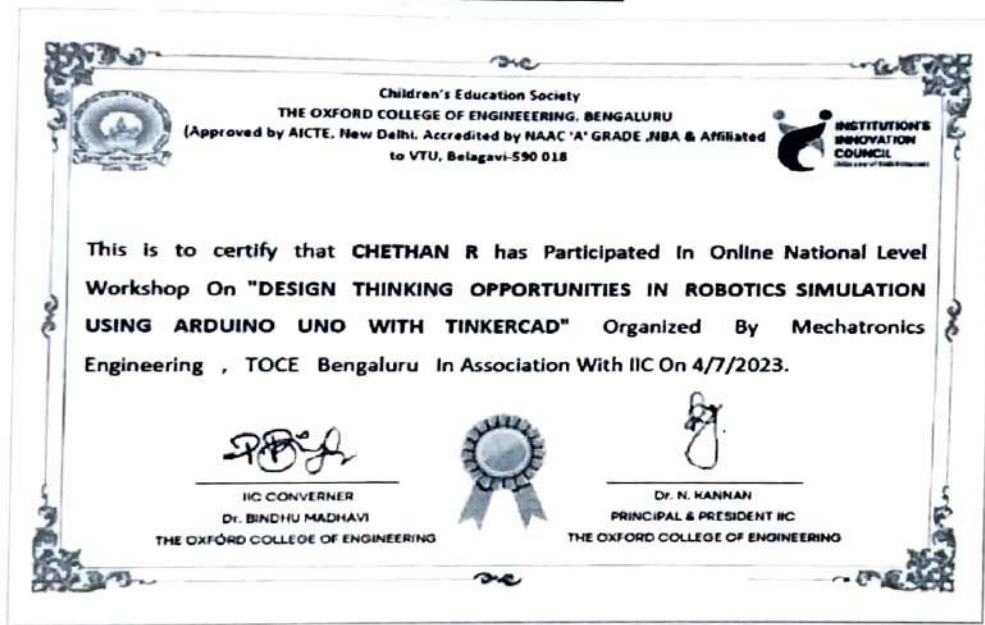 Children's Education Society
THE OXFORD COLLEGE OF ENGINEEERING, BENGALURU
(Approved by AICTE, New Delhi, Accredited by NAAC 'A' GRADE ,NBA & Affiliated
to VTU, Belagavi-590 018
INSTITUTION'S
INNOVATION
COUNCIL
This is to certify that CHETHAN R has Participated In Online National Level
Workshop On "DESIGN THINKING OPPORTUNITIES IN ROBOTICS SIMULATION
USING ARDUINO UNO WITH TINKERCAD" Organized By Mechatronics
Engineering , TOCE Bengaluru In Association With IIC On 4/7/2023.
IIC CONVERNER
Dr. BINDHU MADHAVI
THE OXFORD COLLEGE OF ENGINEERING
Dr. N. KANNAN
PRINCIPAL & PRESIDENT IIC
THE OXFORD COLLEGE OF ENGINEERING